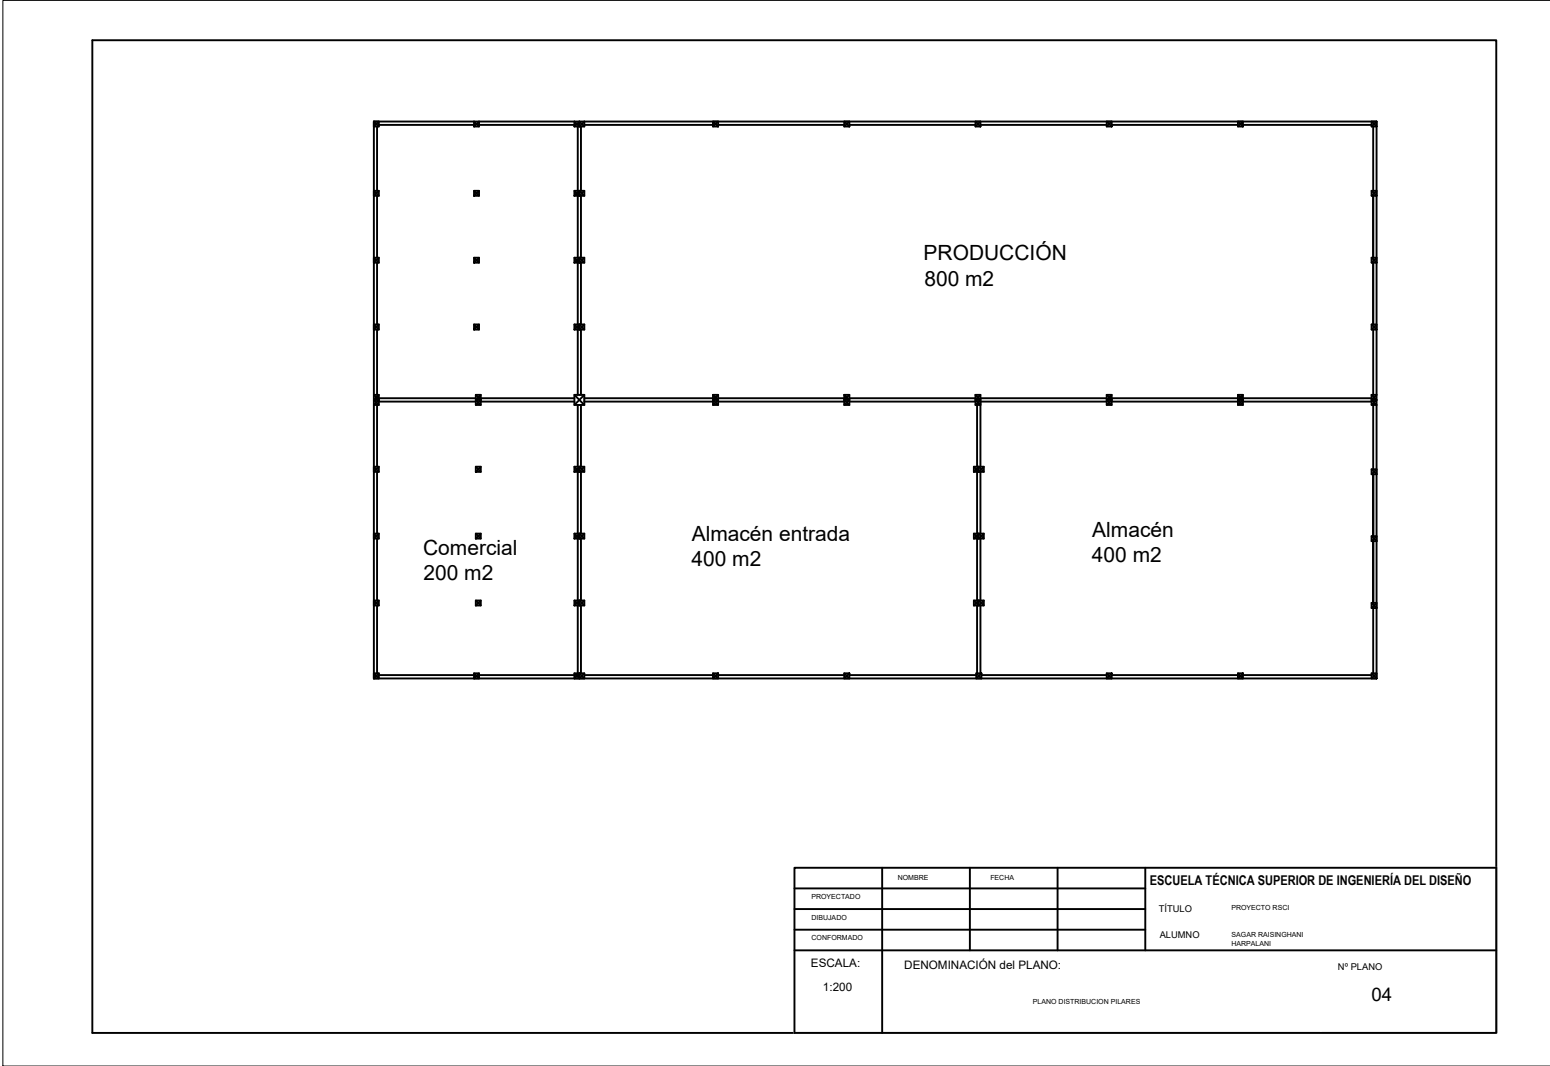 PRODUCCIÓN
800 m2
Almacén entrada
400 m2
Almacén
400 m2
Comercial
200 m2
NOMBRE
FECHA
ESCUELA TÉCNICA SUPERIOR DE INGENIERÍA DEL DISEÑO
PROYECTADO
TÍTULO
PROYECTO RSCI
DIBUJADO
ALUMNO
SAGAR RAISINGHANI
HARPALANI
CONFORMADO
ESCALA:
1:200
DENOMINACIÓN del PLANO:
PLANO DISTRIBUCION PILARES
Nº PLANO
04